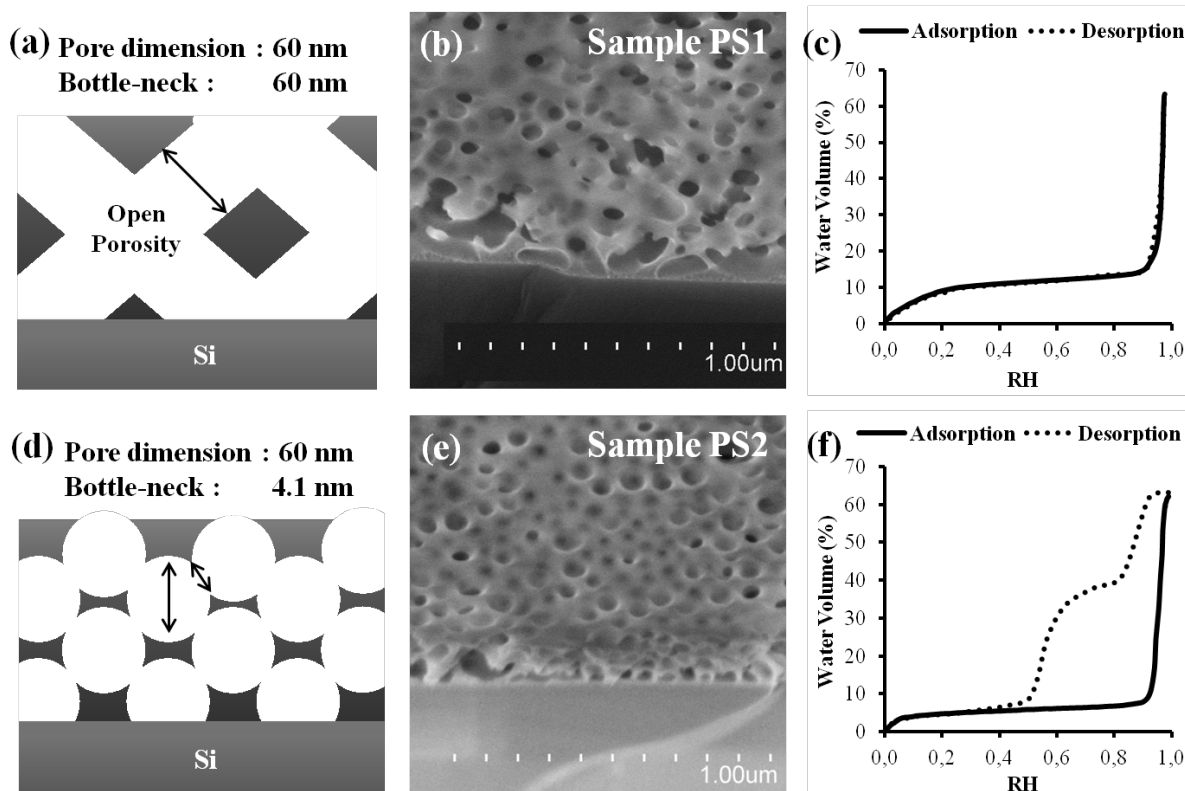 (a) Pore dimension : 60 nm
Bottle-neck : 60 nm
Open
Porosity
Si
(b) Sample PS1
1.00um
(c)
Adsorption Desorption
Water Volume (%)
70
60
50
40
30
20
10
0
0,0 0,2 0,4 0,6 0,8 1,0
RH
(d) Pore dimension : 60 nm
Bottle-neck : 4.1 nm
Si
(e) Sample PS2
1.00um
(f)
Adsorption Desorption
Water Volume (%)
70
60
50
40
30
20
10
0
0,0 0,2 0,4 0,6 0,8 1,0
RH